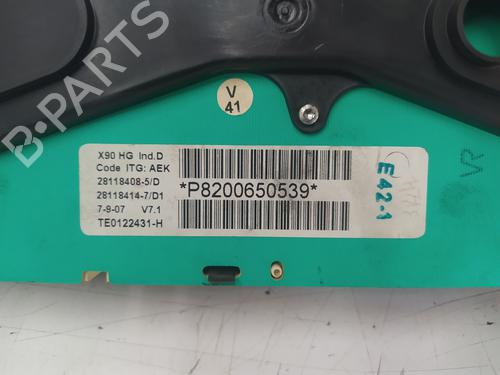 B-PARTS
V
41
X90 HG Ind.D
Code ITG: AEK
28118408-5/D
28118414-7/D1
7-9-07 V7.1
TE0122431-H
*P8200650539*
E42-1
VR